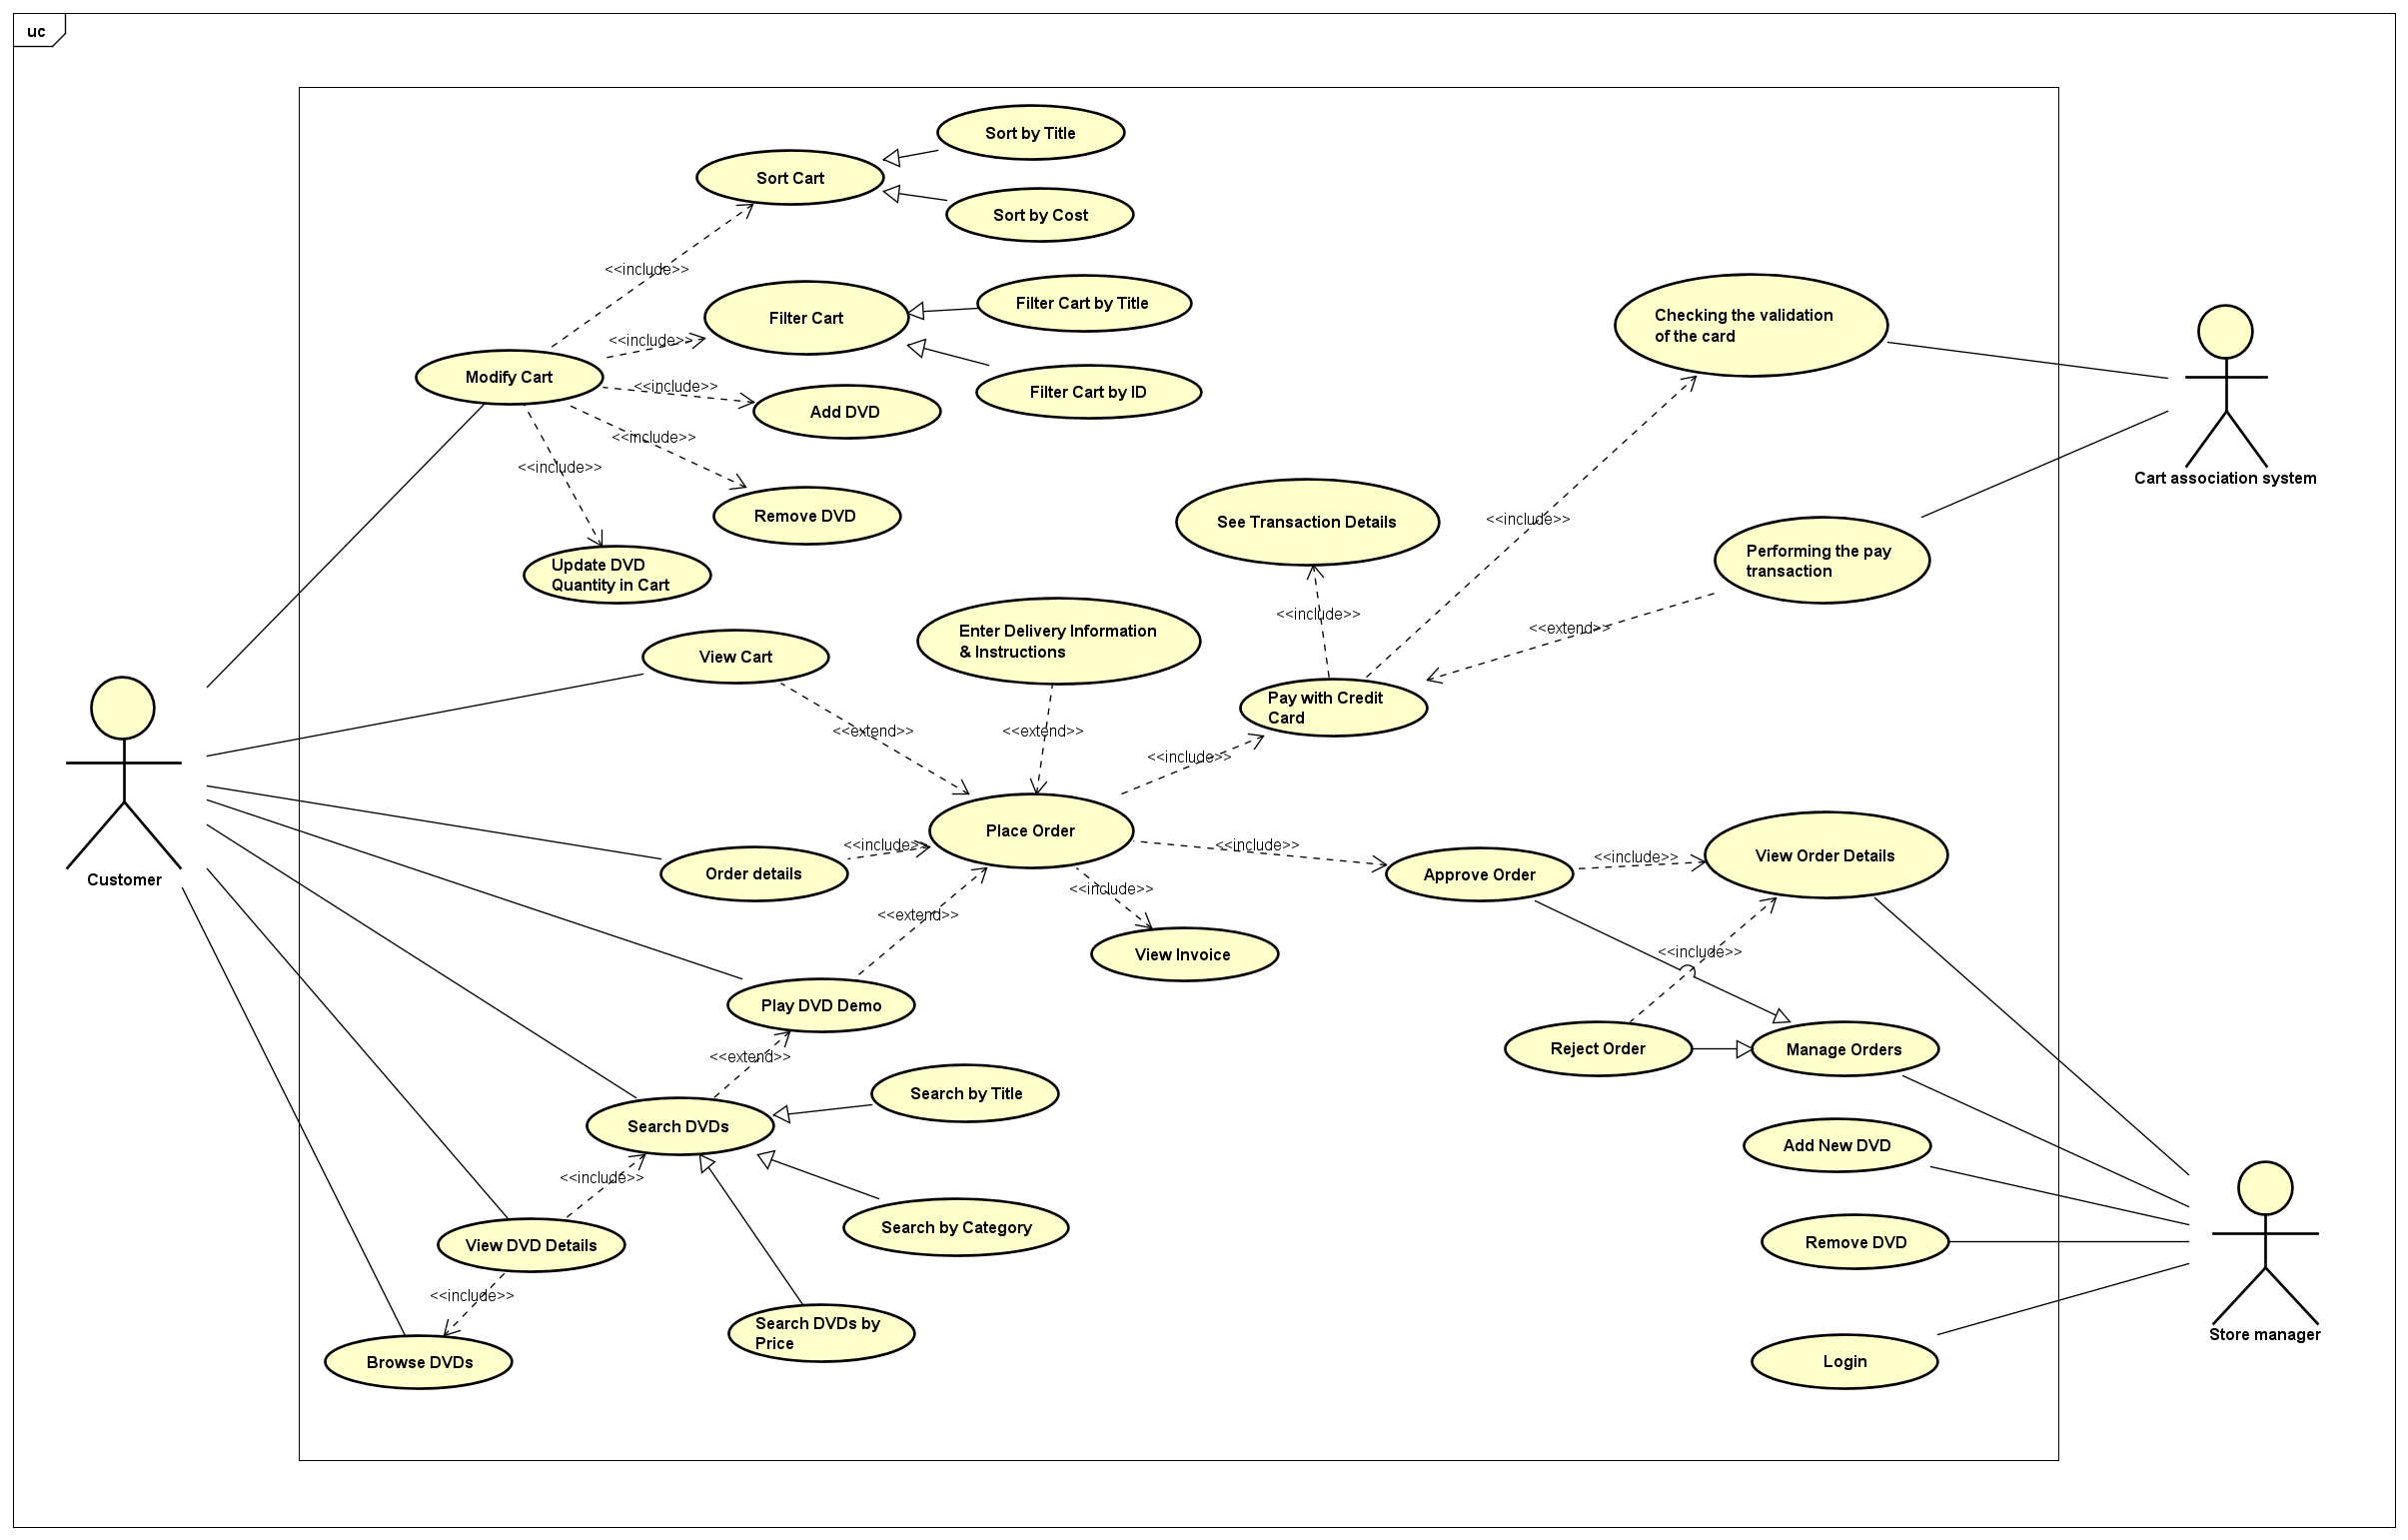 uc
Sort by Title
Sort Cart
Sort by Cost
<<include>>
Filter Cart by Title
Filter Cart
<<include>>
Modify Cart
<<include>>
Filter Cart by ID
Add DVD
<<include>>
<<include>>
Remove DVD
Update DVD
Quantity in Cart
Checking the validation
of the card
Cart association system
See Transaction Details
<<include>>
Performing the pay
transaction
<<include>>
<<extend>>
Enter Delivery Information
& Instructions
View Cart
Pay with Credit
Card
<<extend>>
<<extend>>
<<include>>
Place Order
<<include>>
<<include>>
Order details
Customer
<<include>>
Approve Order
<<include>>
View Order Details
<<extend>>
View Invoice
<<include>>
Play DVD Demo
Reject Order
Manage Orders
<<extend>>
Search by Title
Search DVDs
Add New DVD
<<include>>
Search by Category
View DVD Details
Remove DVD
<<include>>
Search DVDs by
Price
Browse DVDs
Login
Store manager